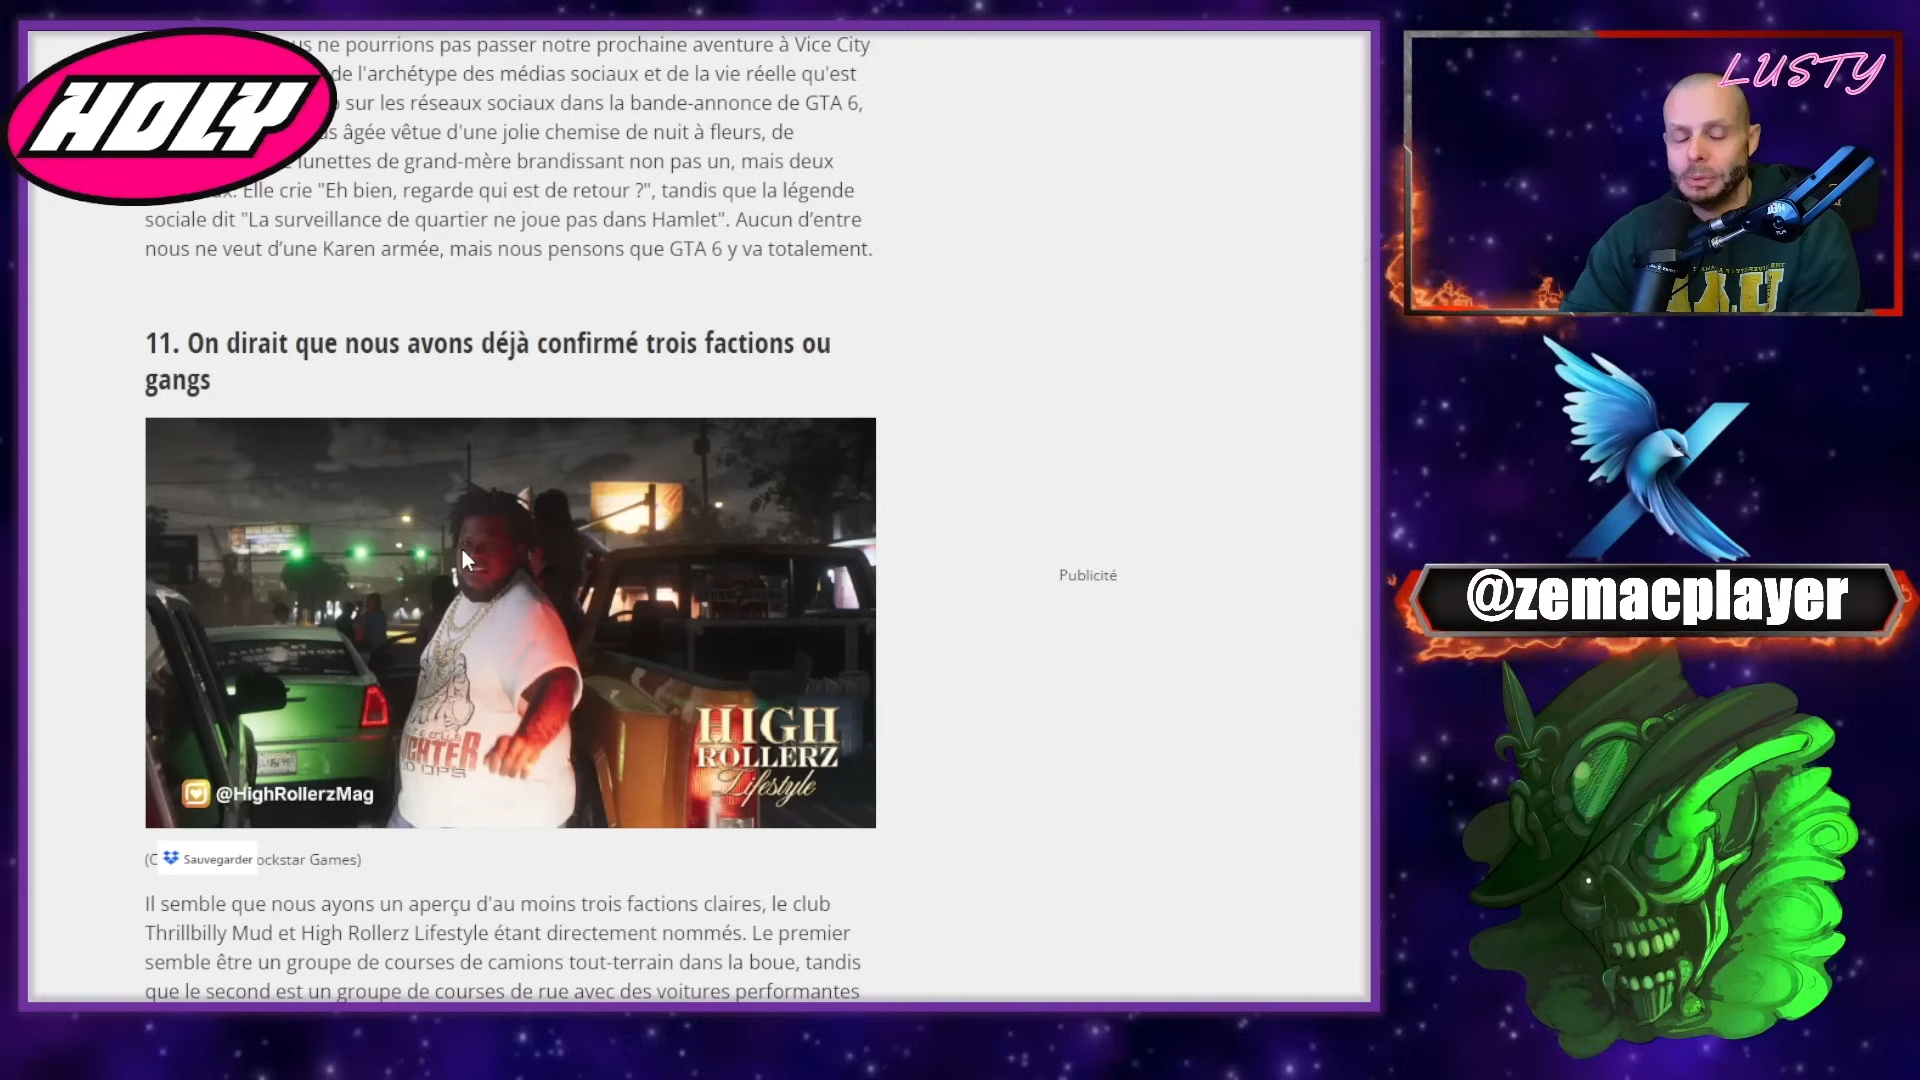 HOLY
us ne pourrions pas passer notre prochaine aventure à Vice City
de l'archétype des médias sociaux et de la vie réelle qu'est
sur les réseaux sociaux dans la bande-annonce de GTA 6,
âgée vêtue d'une jolie chemise de nuit à fleurs, de
lunettes de grand-mère brandissant non pas un, mais deux
Elle crie "Eh bien, regarde qui est de retour ?", tandis que la légende
sociale dit "La surveillance de quartier ne joue pas dans Hamlet". Aucun d’entre
nous ne veut d’une Karen armée, mais nous pensons que GTA 6 y va totalement.
11. On dirait que nous avons déjà confirmé trois factions ou
gangs
HIGH
ROLLERZ
Lifestyle
@HighRollerzMag
Sauvegarder
ockstar Games)
Il semble que nous ayons un aperçu d'au moins trois factions claires, le club
Thrillbilly Mud et High Rollerz Lifestyle étant directement nommés. Le premier
semble être un groupe de courses de camions tout-terrain dans la boue, tandis
que le second est un groupe de courses de rue avec des voitures performantes
Publicité
LUSTY
@zemacplayer